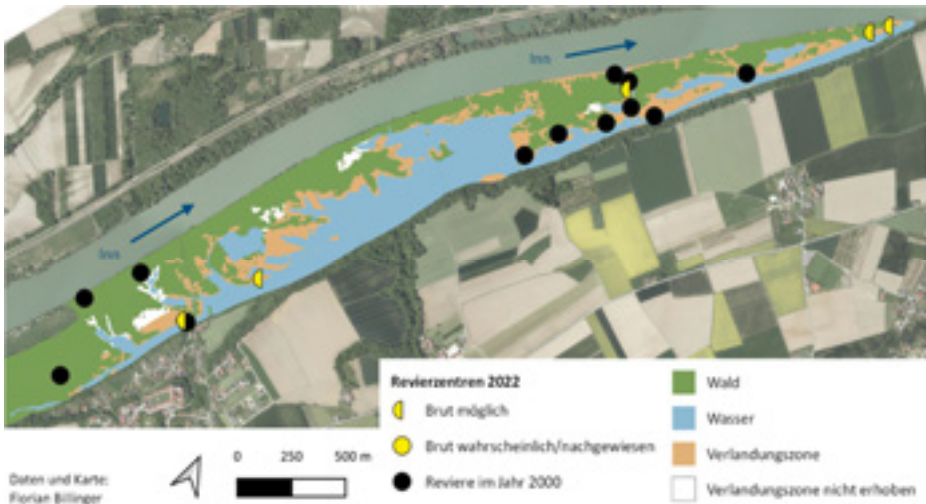 Inn
Inn
Revierzentren 2022
Brut möglich
Brut wahrscheinlich/nachgewiesen
Reviere im Jahr 2000
Wald
Wasser
Verlandungszone
Verlandungszone nicht erhoben
0 250 500 m
Daten und Karte:
Florian Billinger